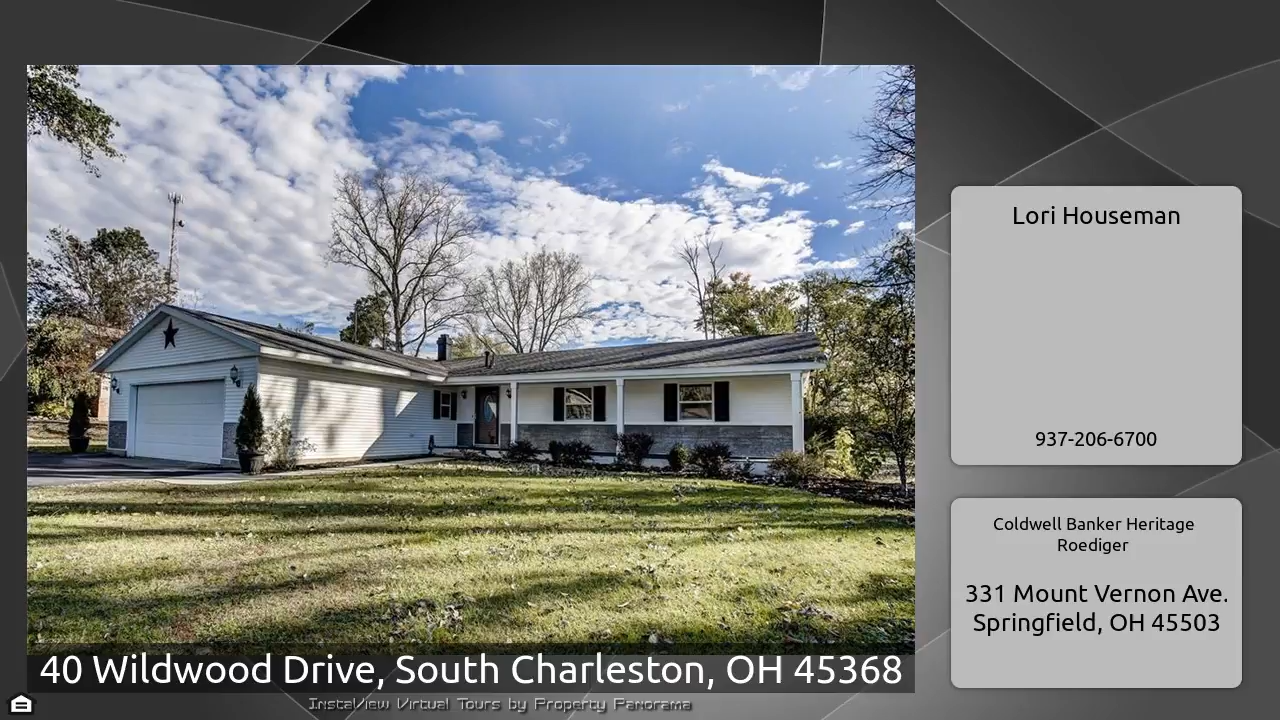 Lori Houseman
937-206-6700
Coldwell Banker Heritage
Roediger
331 Mount Vernon Ave.
Springfield, OH 45503
40 Wildwood Drive, South Charleston, OH 45368
InstaView Virtual Tours by Property Panorama